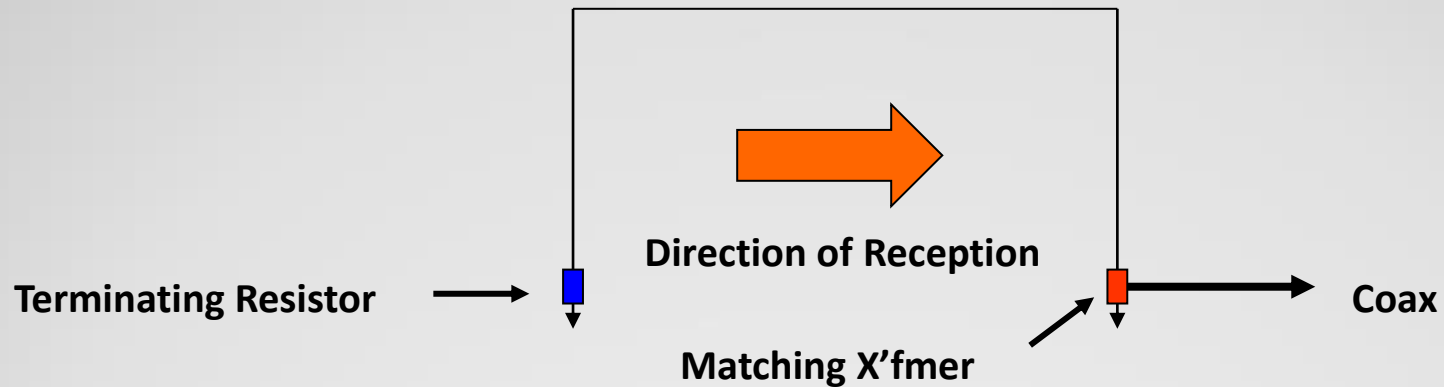 Direction of Reception
Terminating Resistor
Coax
Matching X’fmer